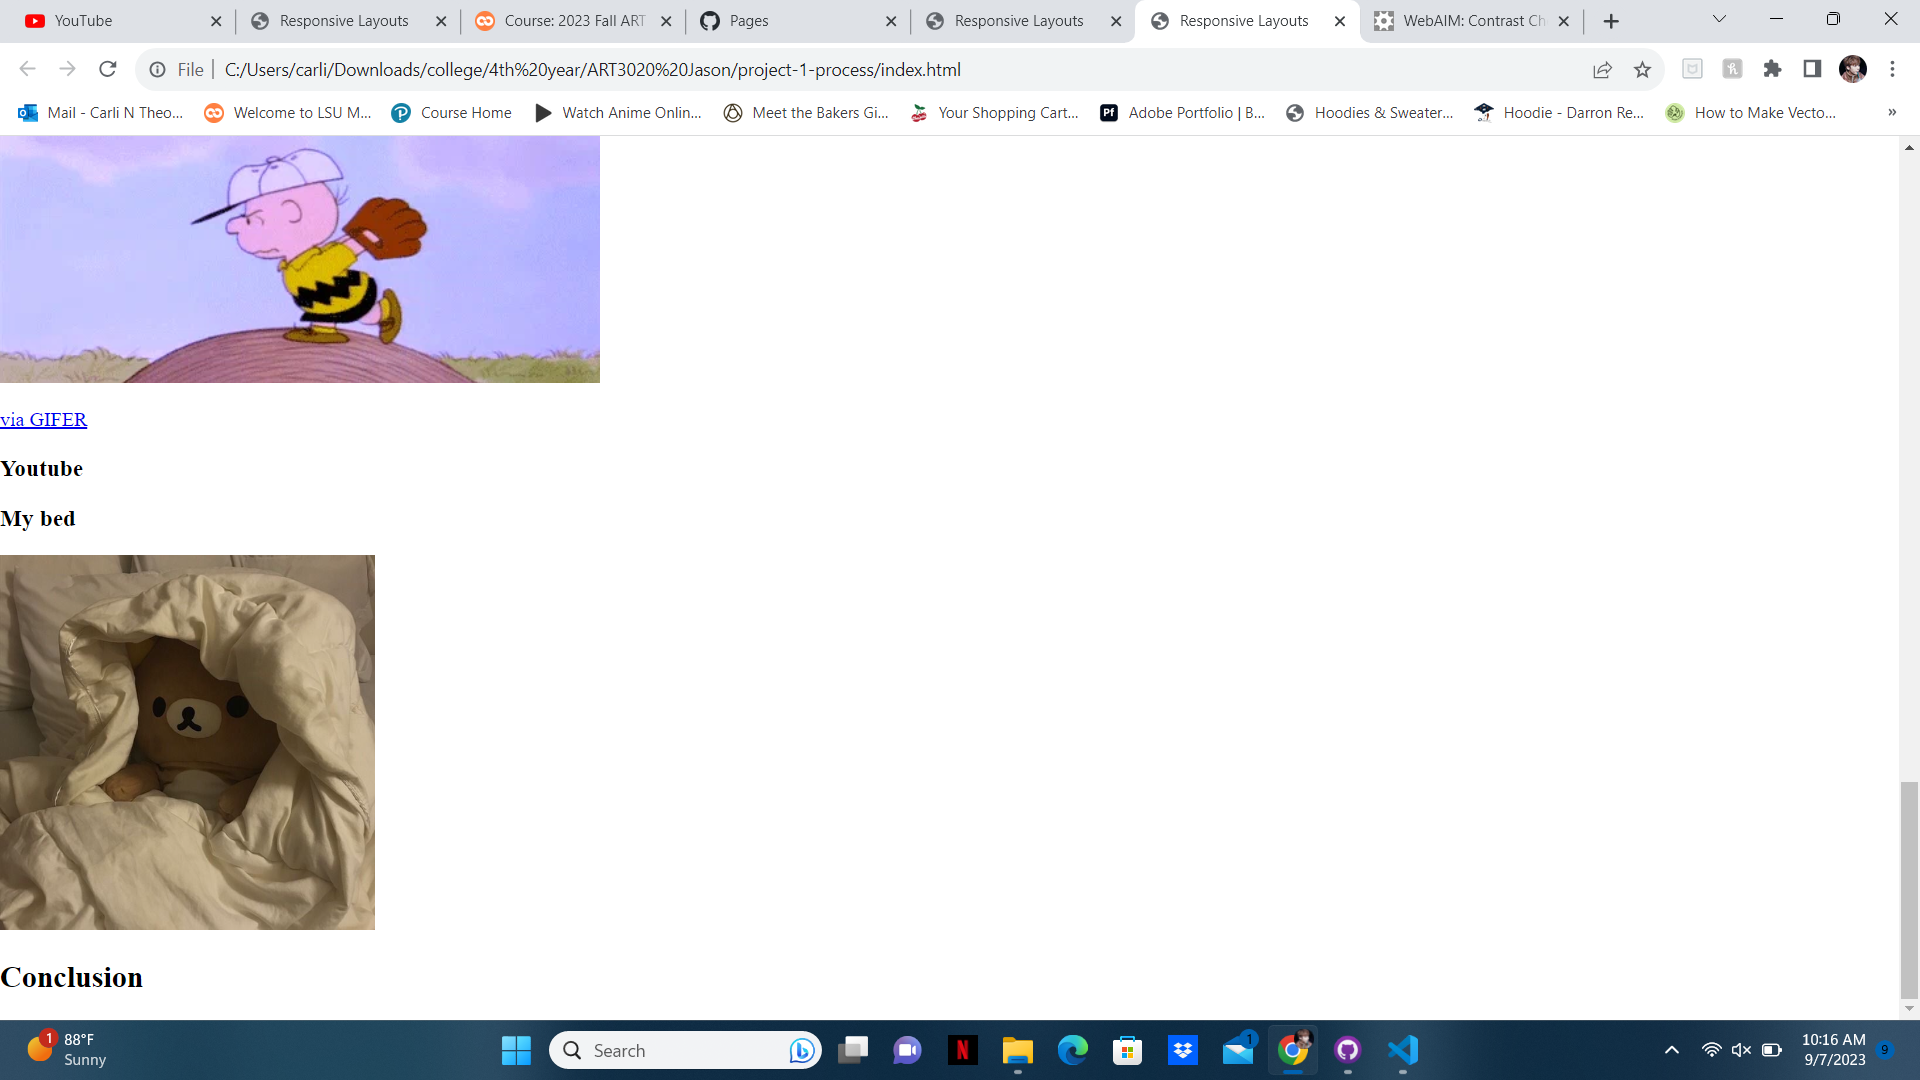 YouTube
Responsive Layouts
Course: 2023 Fall ART
Pages
Responsive Layouts
Responsive Layouts
WebAIM: Contrast Ch
File
C:/Users/carli/Downloads/college/4th%20year/ART3020%20Jason/project-1-process/index.html
Mail - Carli N Theo...
Welcome to LSU M...
Course Home
Watch Anime Onlin...
Meet the Bakers Gi...
Your Shopping Cart...
Pf
Adobe Portfolio | B...
Hoodies & Sweater...
Hoodie - Darron Re...
How to Make Vecto...
»
via GIFER
Youtube
My bed
Conclusion
1
88°F
Sunny
Search
N
1
10:16 AM
9/7/2023
9